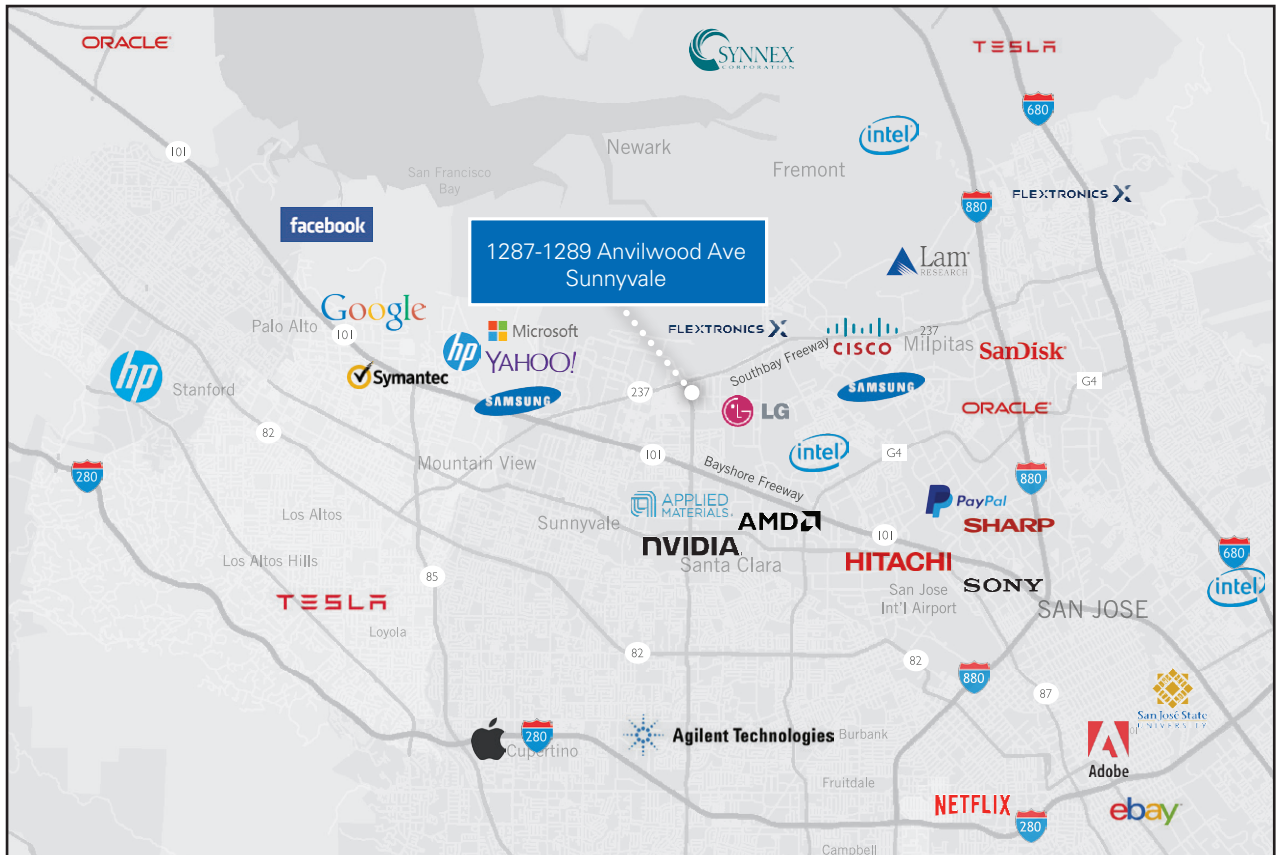 ORACLE
SYNNEX
CORPORATION
TESLA
680
intel
101
Newark
Fremont
San Francisco
Bay
880
FLEXTRONICS
facebook
1287-1289 Anvilwood Ave
Sunnyvale
Lam
RESEARCH
Google
Palo Alto
101
hp
Microsoft
YAHOO!
FLEXTRONICS
CISCO
237
Milpitas
SanDisk
Southbay Freeway
hp
Stanford
Symantec
SAMSUNG
237
LG
SAMSUNG
G4
ORACLE
82
101
intel
G4
Mountain View
Bayshore Freeway
280
880
Los Altos
Sunnyvale
APPLIED
MATERIALS
AMD
PayPal
SHARP
101
NVIDIA
Santa Clara
HITACHI
680
Los Altos Hills
85
San Jose
Int'l Airport
SONY
intel
TESLA
SAN JOSE
Loyola
82
82
880
87
San José State
UNIVERSITY
01
280
Cupertino
Agilent Technologies
Burbank
Adobe
Fruitdale
NETFLIX
280
ebay
Campbell